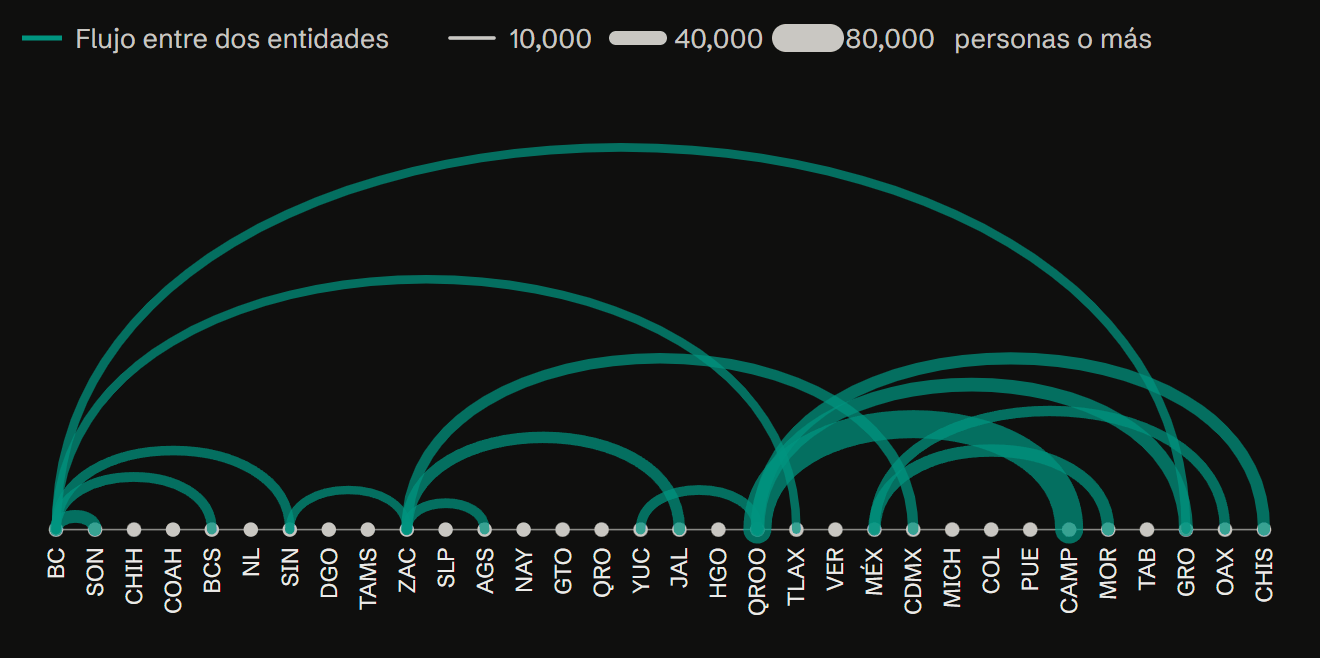 Flujo entre dos entidades 10,000 40,000 80,000 personas o más
BC SON CHIH COAH BCS NL SIN DGO TAMS ZAC SLP AGS NAY GTO QRO YUC JAL HGO QROO TLAX VER MÉX CDMX MICH COL PUE CAMP MOR TAB GRO OAX CHIS